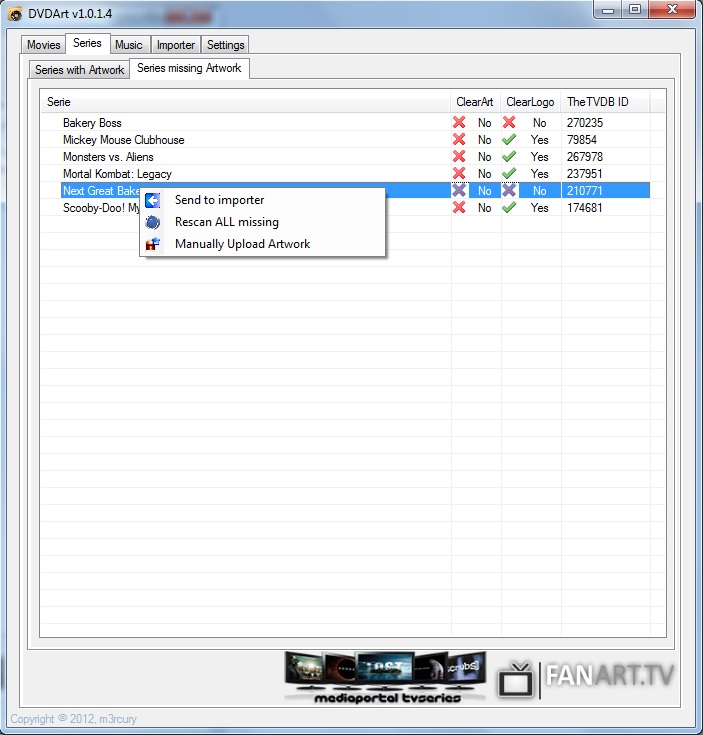 DVDArt v1.0.1.4
Movies Series Music Importer Settings
Series with Artwork Series missing Artwork
Serie ClearArt ClearLogo TheTVDB ID
Bakery Boss No No 270235
Mickey Mouse Clubhouse No Yes 79854
Monsters vs. Aliens No Yes 267978
Mortal Kombat: Legacy No Yes 237951
Next Great Bake No No 210771
Scooby-Doo! My No Yes 174681
Send to importer
Rescan ALL missing
Manually Upload Artwork
LOST scrubs
mediaportal tvseries
FANART.TV
Copyright © 2012, m3rcury